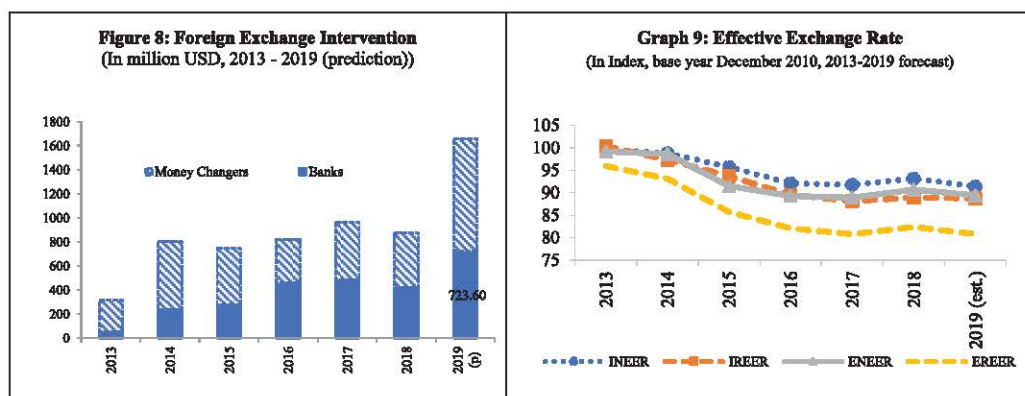 Figure 8: Foreign Exchange Intervention
(In million USD, 2013 - 2019 (prediction))
1800
1600
1400
1200
1000
800
600
400
200
0
Money Changers
Banks
723.60
2013
2014
2015
2016
2017
2018
2019
(p)
Graph 9: Effective Exchange Rate
(In Index, base year December 2010, 2013-2019 forecast)
105
100
95
90
85
80
75
2013
2014
2015
2016
2017
2018
2019 (est.)
INEER
IREER
ENEER
EREER